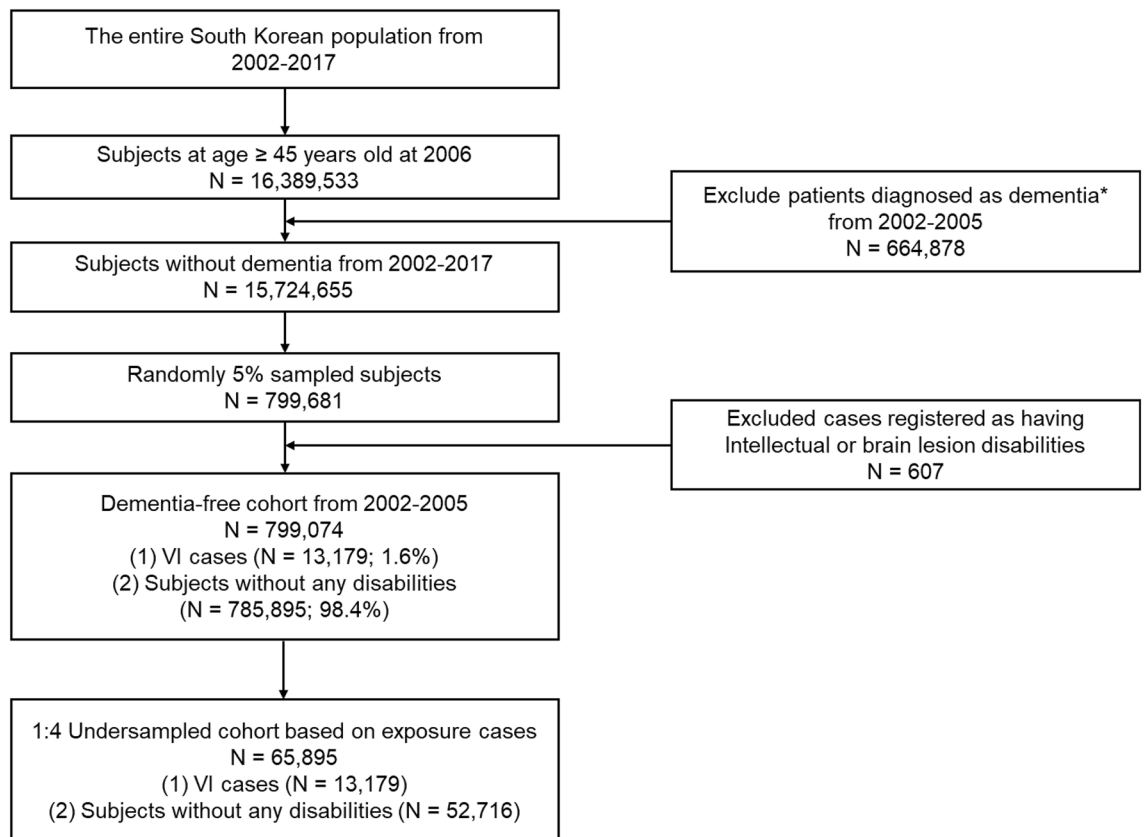 The entire South Korean population from
2002-2017
Subjects at age ≥ 45 years old at 2006
N = 16,389,533
Exclude patients diagnosed as dementia*
from 2002-2005
N = 664,878
Subjects without dementia from 2002-2017
N = 15,724,655
Randomly 5% sampled subjects
N = 799,681
Excluded cases registered as having
Intellectual or brain lesion disabilities
N = 607
Dementia-free cohort from 2002-2005
N = 799,074
(1) VI cases (N = 13,179; 1.6%)
(2) Subjects without any disabilities
(N = 785,895; 98.4%)
1:4 Undersampled cohort based on exposure cases
N = 65,895
(1) VI cases (N = 13,179)
(2) Subjects without any disabilities (N = 52,716)